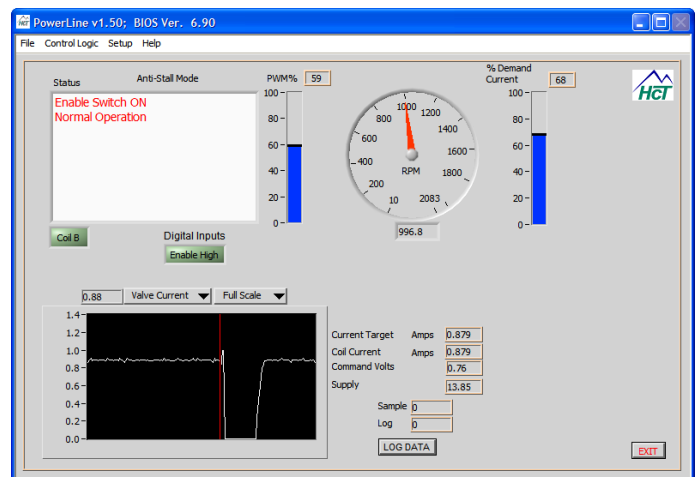 PowerLine v1.50; BIOS Ver. 6.90
File Control Logic Setup Help
Status
Anti-Stall Mode
PWM% 59
% Demand
Current 68
HCT
Enable Switch ON
Normal Operation
100
80
60
40
20
0
10
200
400
600
800
1000
1200
1400
1600
1800
2083
RPM
996.8
100
80
60
40
20
0
Coil B
Digital Inputs
Enable High
0.88 Valve Current Full Scale
1.4
1.2
1.0
0.8
0.6
0.4
0.2
0.0
Current Target Amps 0.879
Coil Current Amps 0.879
Command Volts 0.76
Supply 13.85
Sample 0
Log 0
LOG DATA
EXIT